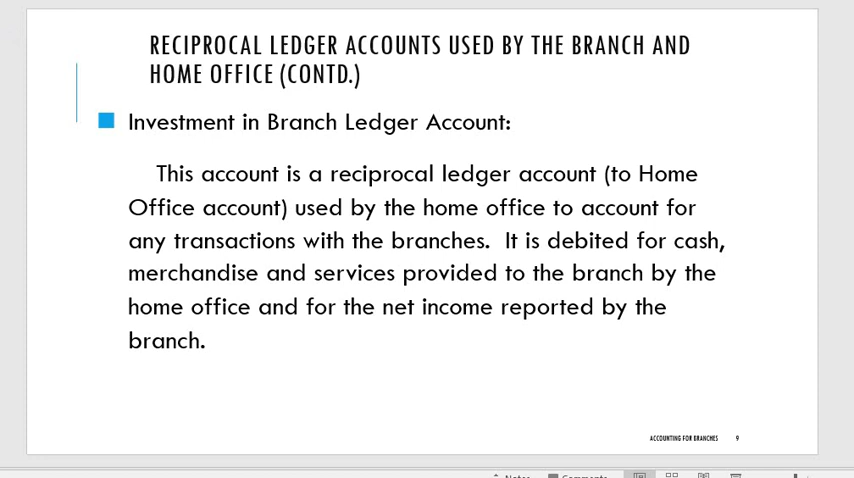 RECIPROCAL LEDGER ACCOUNTS USED BY THE BRANCH AND
HOME OFFICE (CONTD.)
Investment in Branch Ledger Account:
This account is a reciprocal ledger account (to Home
Office account) used by the home office to account for
any transactions with the branches. It is debited for cash,
merchandise and services provided to the branch by the
home office and for the net income reported by the
branch.
ACCOUNTING FOR BRANCHES 9
Notes Comments